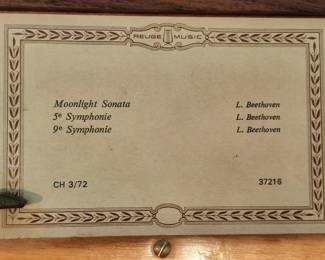 REUGE MUSIC
Moonlight Sonata L. Beethoven
5e Symphonie L. Beethoven
9e Symphonie L. Beethoven
CH 3/72 37216